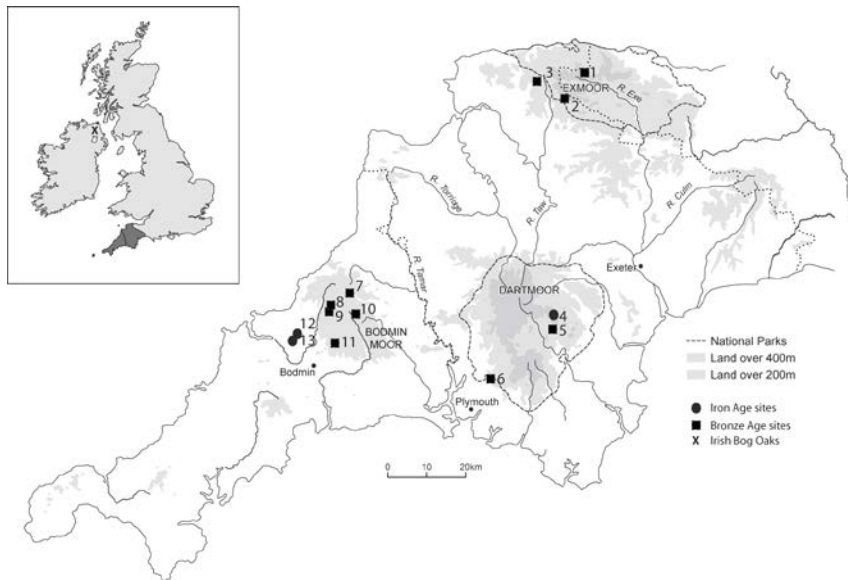 X
1
3
R. Exe
EXMOOR
2
R. Torridge
R. Taw
R. Culm
R. Tamar
Exeter
DARTMOOR
7
8
9
10
12
13
BODMIN
MOOR
11
Bodmin
4
5
6
Plymouth
National Parks
Land over 400m
Land over 200m
Iron Age sites
Bronze Age sites
X Irish Bog Oaks
0 10 20km